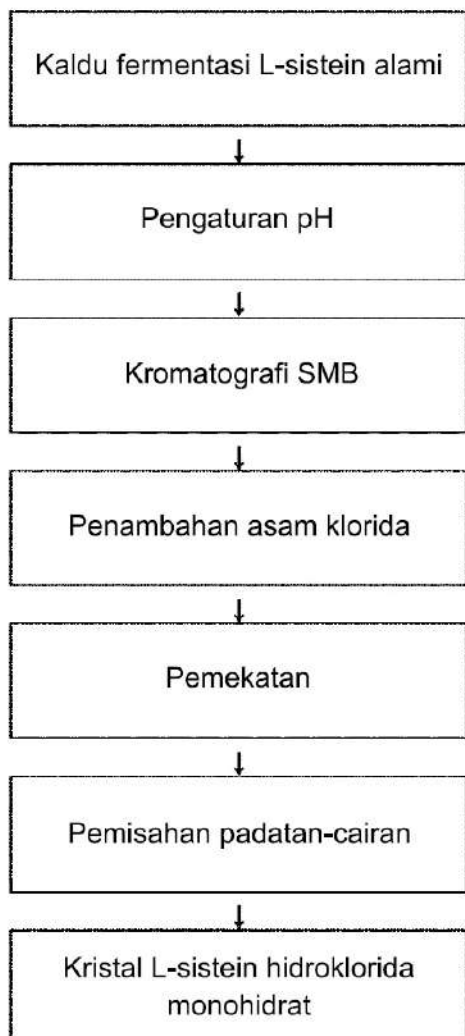 Kaldu fermentasi L-sistein alami
Pengaturan pH
Kromatografi SMB
Penambahan asam klorida
Pemekatan
Pemisahan padatan-cairan
Kristal L-sistein hidroklorida
monohidrat